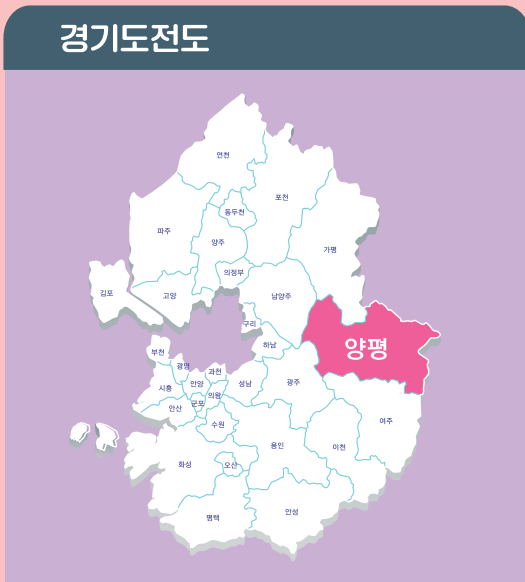 경기도전도
연천
포천
동두천
파주
양주
가평
의정부
김포
고양
남양주
구리
하남
양평
부천
광명
과천
시흥
안양
성남
광주
의왕
안산
군포
수원
여주
용인
이천
화성
오산
안성
평택